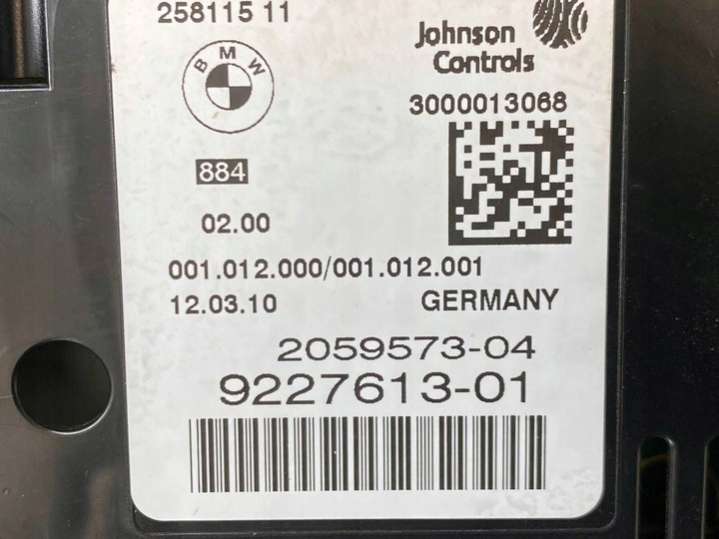 258115 11
BMW
Johnson
Controls
3000013068
884
02.00
001.012.000/001.012.001
12.03.10 GERMANY
2059573-04
9227613-01